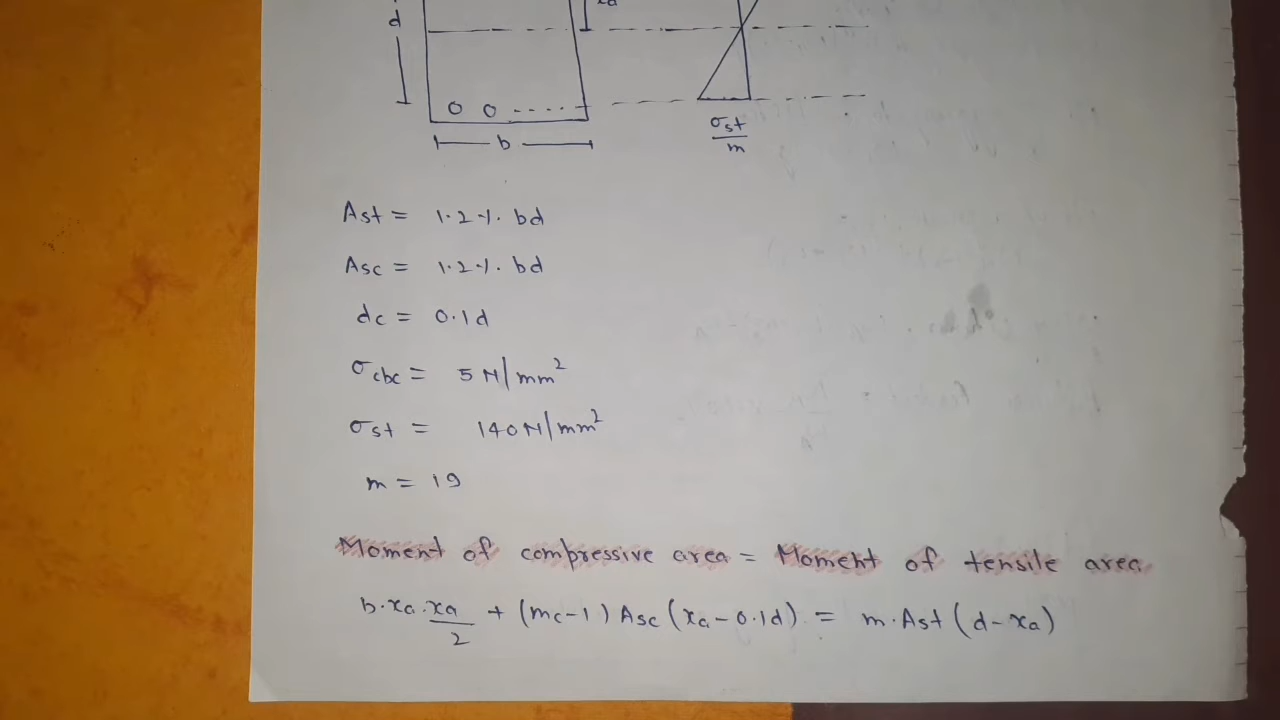 d
xa
b
σst/m
Ast = 1.2 %. bd
Asc = 1.2 %. bd
dc = 0.1d
σcbc = 5 N/mm²
σst = 140 N/mm²
m = 19
Moment of compressive area = Moment of tensile area
b.xa.xa/2 + (mc-1) Asc (xa - 0.1d) = m.Ast (d-xa)